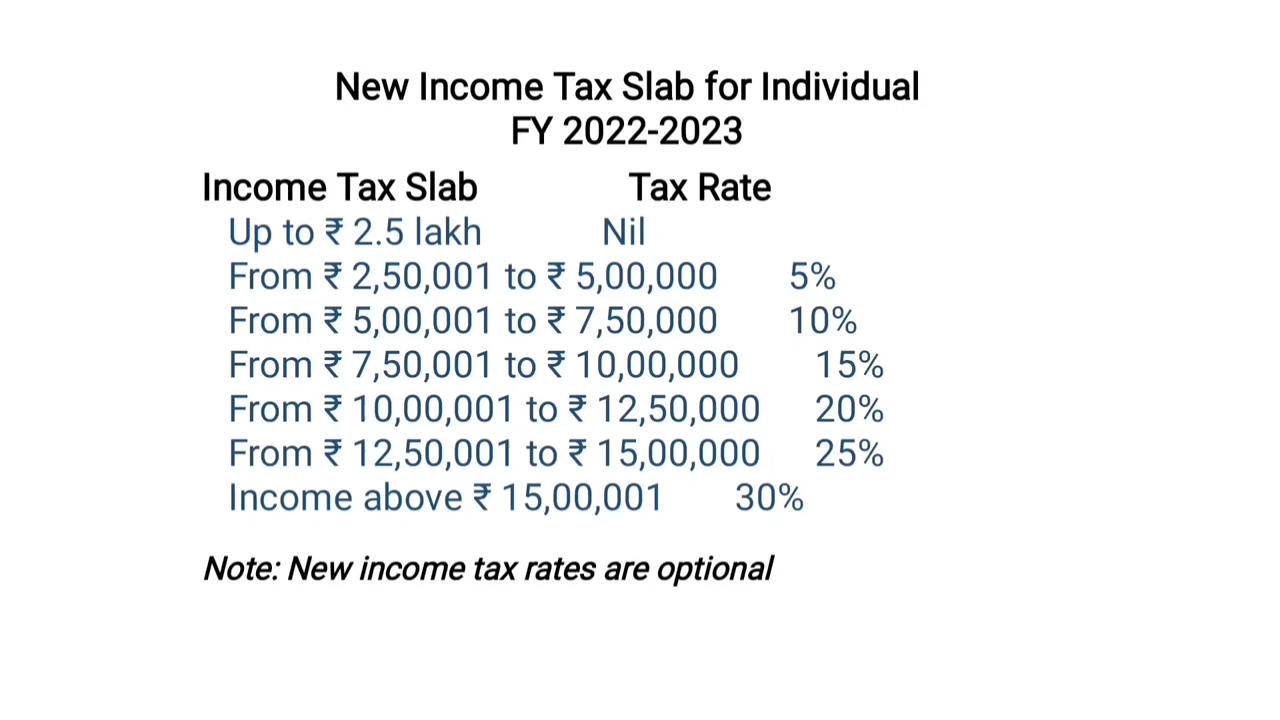 New Income Tax Slab for Individual
FY 2022-2023
Income Tax Slab Tax Rate
Up to ₹ 2.5 lakh Nil
From ₹ 2,50,001 to ₹ 5,00,000 5%
From ₹ 5,00,001 to ₹ 7,50,000 10%
From ₹ 7,50,001 to ₹ 10,00,000 15%
From ₹ 10,00,001 to ₹ 12,50,000 20%
From ₹ 12,50,001 to ₹ 15,00,000 25%
Income above ₹ 15,00,001 30%
Note: New income tax rates are optional